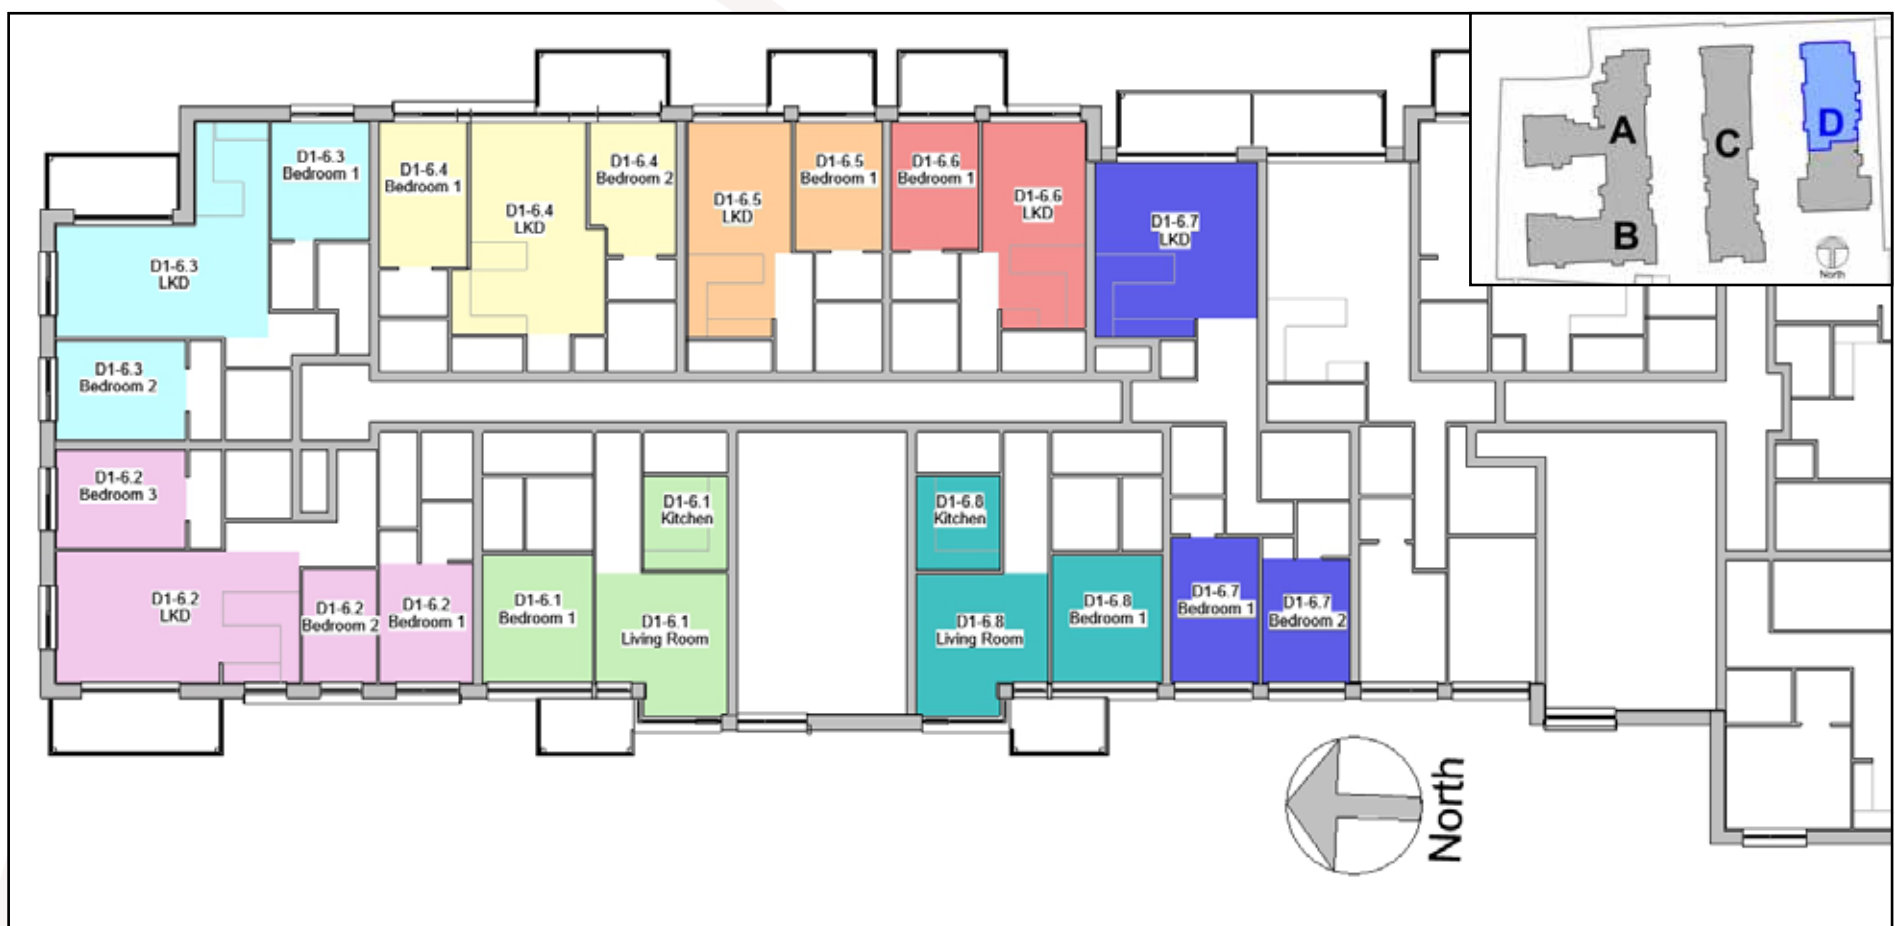 D1-6.3
Bedroom 1
D1-6.4
Bedroom 1
D1-6.4
LKD
D1-6.4
Bedroom 2
D1-6.5
LKD
D1-6.5
Bedroom 1
D1-6.6
Bedroom 1
D1-6.6
LKD
D1-6.7
LKD
A
B
C
D
North
D1-6.3
LKD
D1-6.3
Bedroom 2
D1-6.2
Bedroom 3
D1-6.1
Kitchen
D1-6.8
Kitchen
D1-6.2
LKD
D1-6.2
Bedroom 2
D1-6.2
Bedroom 1
D1-6.1
Bedroom 1
D1-6.1
Living Room
D1-6.8
Living Room
D1-6.8
Bedroom 1
D1-6.7
Bedroom 1
D1-6.7
Bedroom 2
North